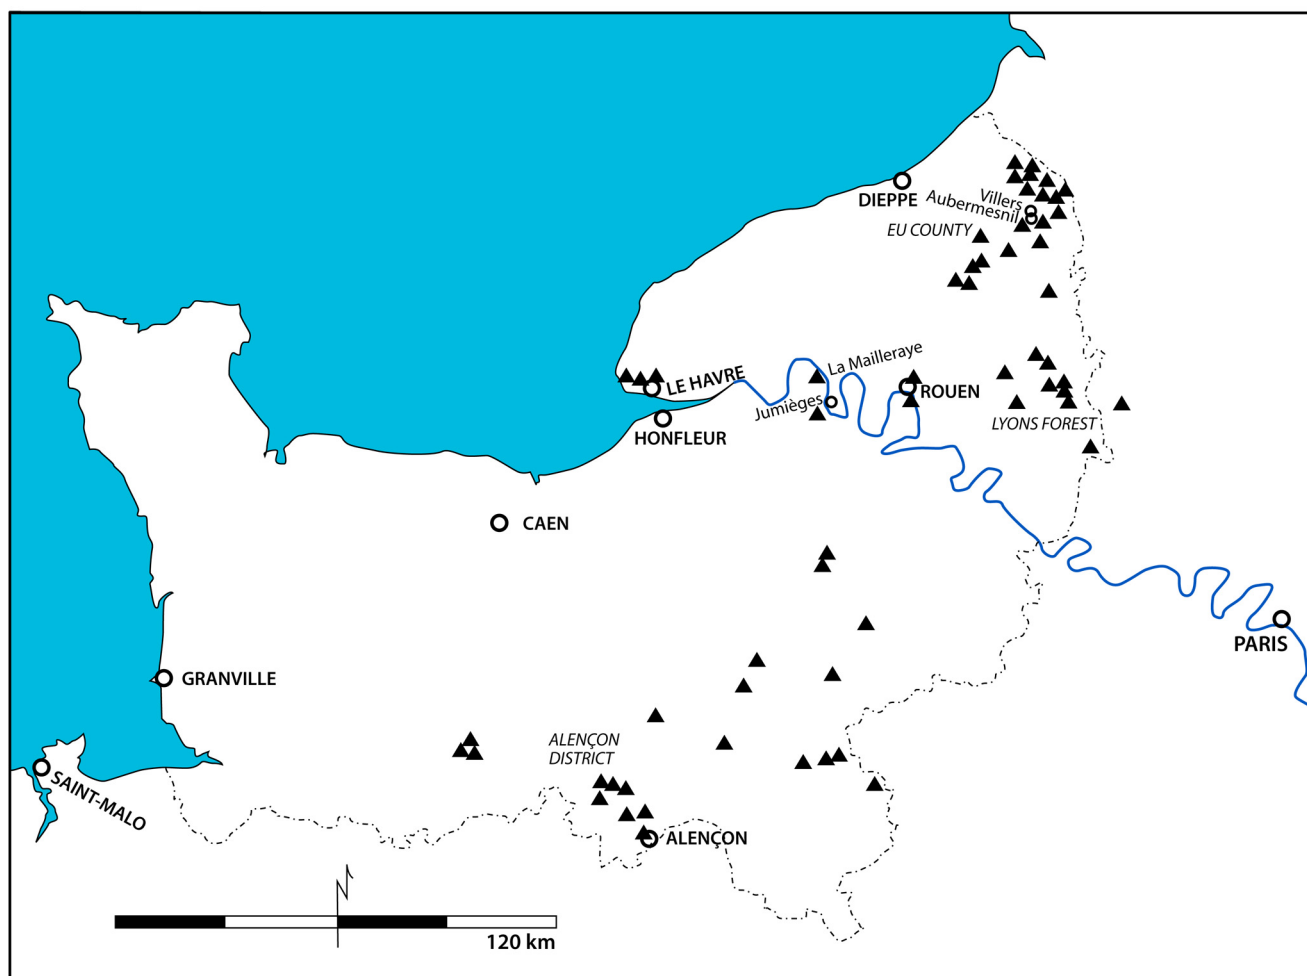 DIEPPE
Villers
Aubermesnil
EU COUNTY
La Mailleraye
LE HAVRE
ROUEN
Jumièges
LYONS FOREST
HONFLEUR
CAEN
PARIS
GRANVILLE
ALENÇON
DISTRICT
SAINT-MALO
ALENÇON
120 km